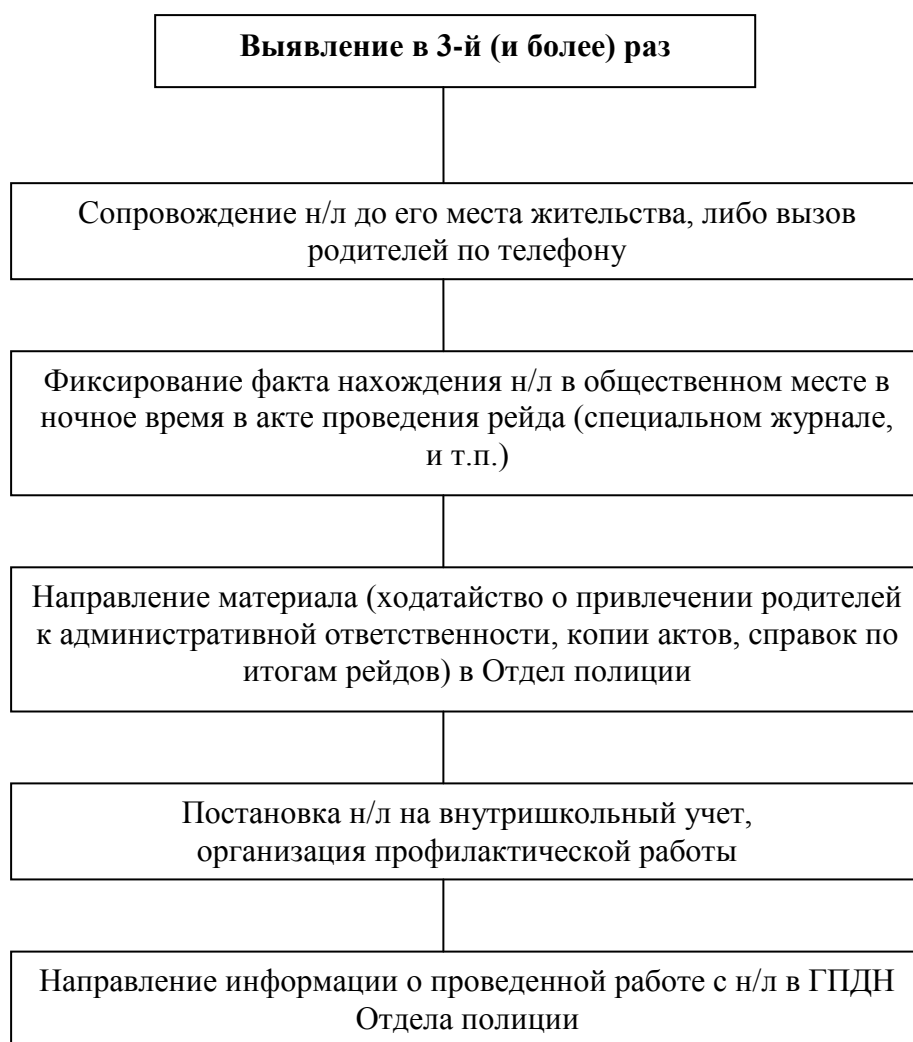 Выявление в 3-й (и более) раз
Сопровождение н/л до его места жительства, либо вызов
родителей по телефону
Фиксирование факта нахождения н/л в общественном месте в
ночное время в акте проведения рейда (специальном журнале,
и т.п.)
Направление материала (ходатайство о привлечении родителей
к административной ответственности, копии актов, справок по
итогам рейдов) в Отдел полиции
Постановка н/л на внутришкольный учет,
организация профилактической работы
Направление информации о проведенной работе с н/л в ГПДН
Отдела полиции